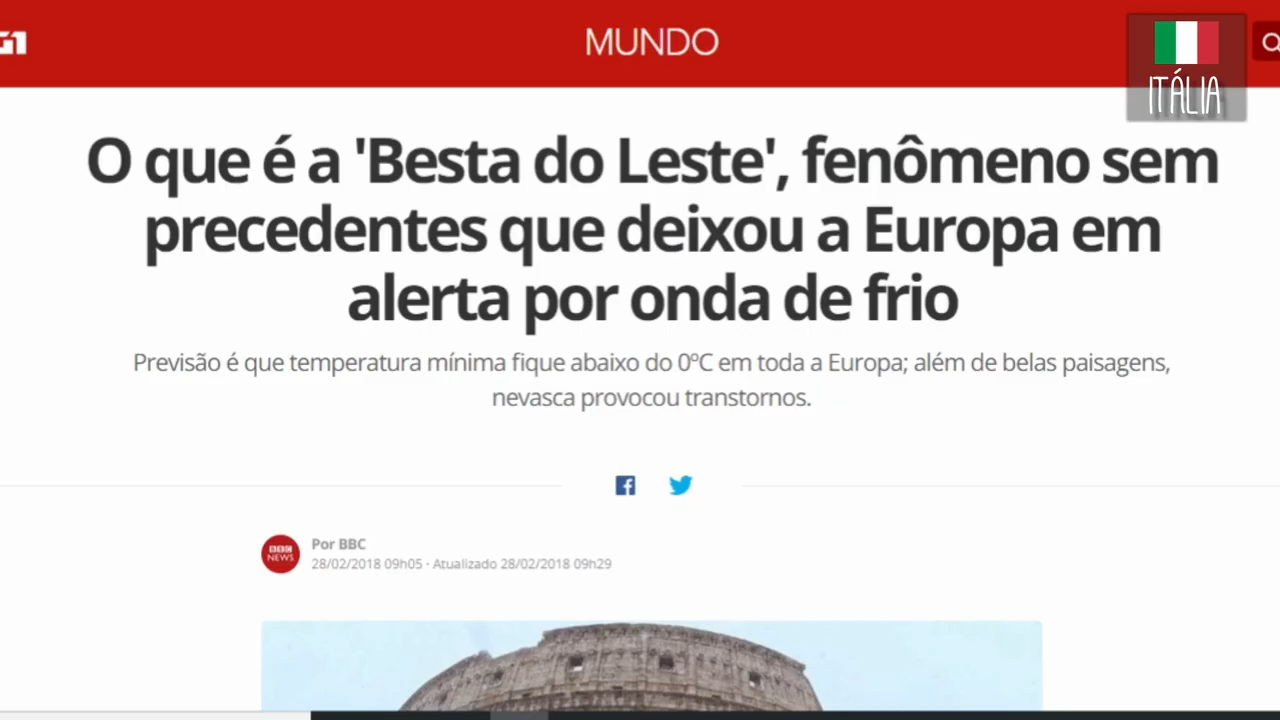 G1
MUNDO
ITÁLIA
O que é a 'Besta do Leste', fenômeno sem
precedentes que deixou a Europa em
alerta por onda de frio
Previsão é que temperatura mínima fique abaixo do 0ºC em toda a Europa; além de belas paisagens,
nevasca provocou transtornos.
BBC
NEWS
Por BBC
28/02/2018 09h05 · Atualizado 28/02/2018 09h29